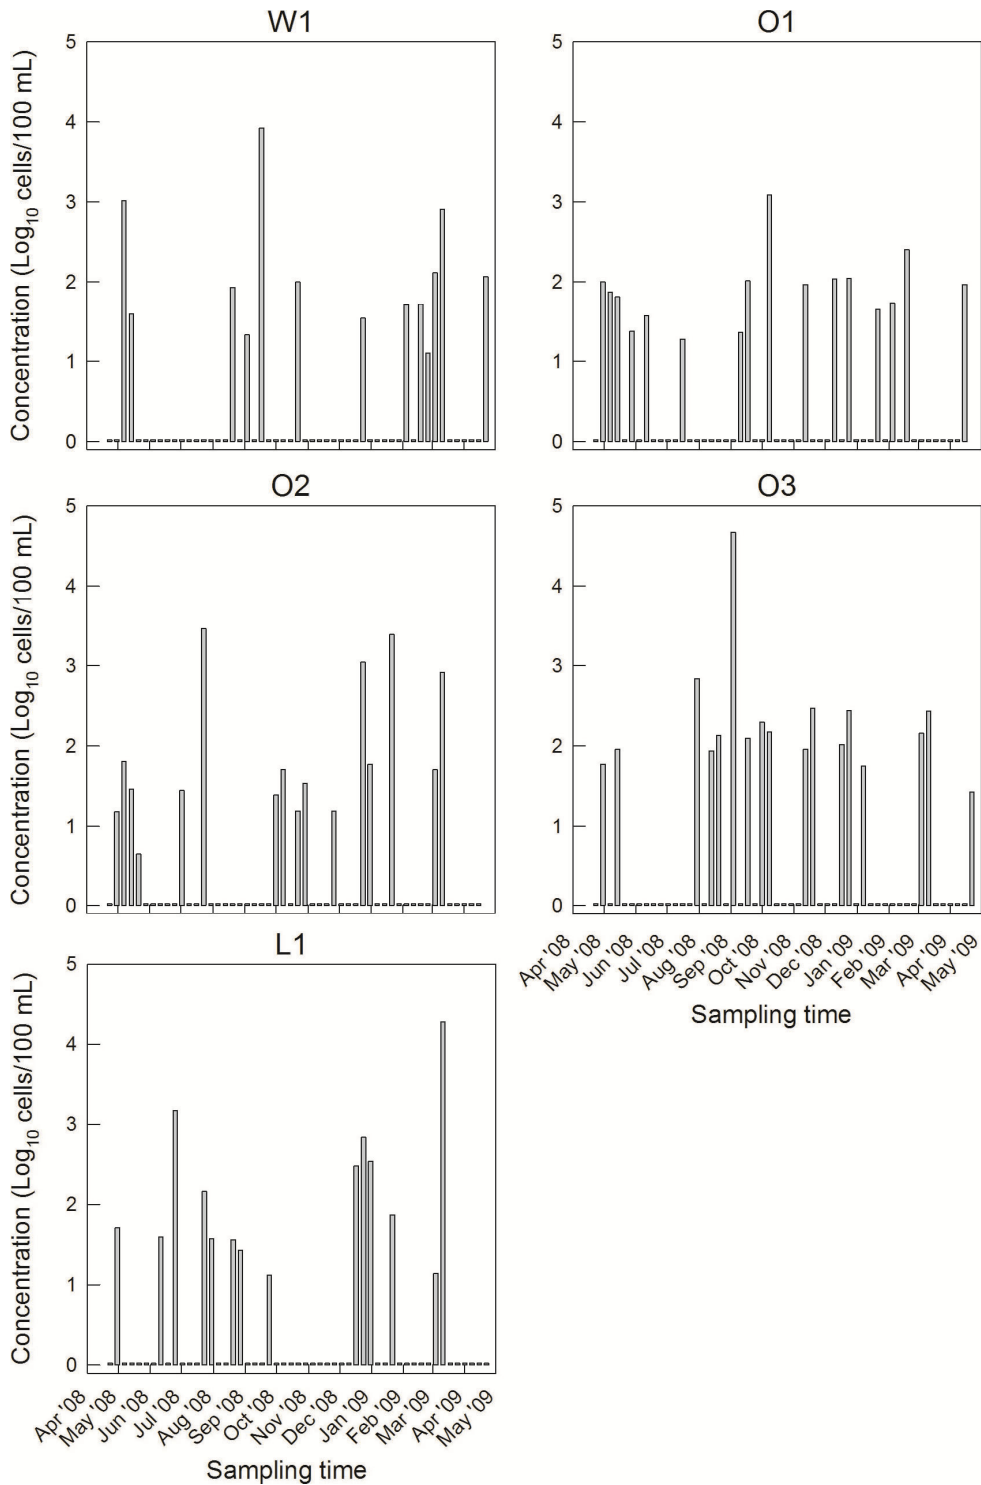 W1
Concentration (Log10 cells/100 mL)
5
4
3
2
1
0
O1
5
4
3
2
1
0
O2
Concentration (Log10 cells/100 mL)
5
4
3
2
1
0
O3
5
4
3
2
1
0
Apr '08
May '08
Jun '08
Jul '08
Aug '08
Sep '08
Oct '08
Nov '08
Dec '08
Jan '09
Feb '09
Mar '09
Apr '09
May '09
Sampling time
L1
Concentration (Log10 cells/100 mL)
5
4
3
2
1
0
Apr '08
May '08
Jun '08
Jul '08
Aug '08
Sep '08
Oct '08
Nov '08
Dec '08
Jan '09
Feb '09
Mar '09
Apr '09
May '09
Sampling time